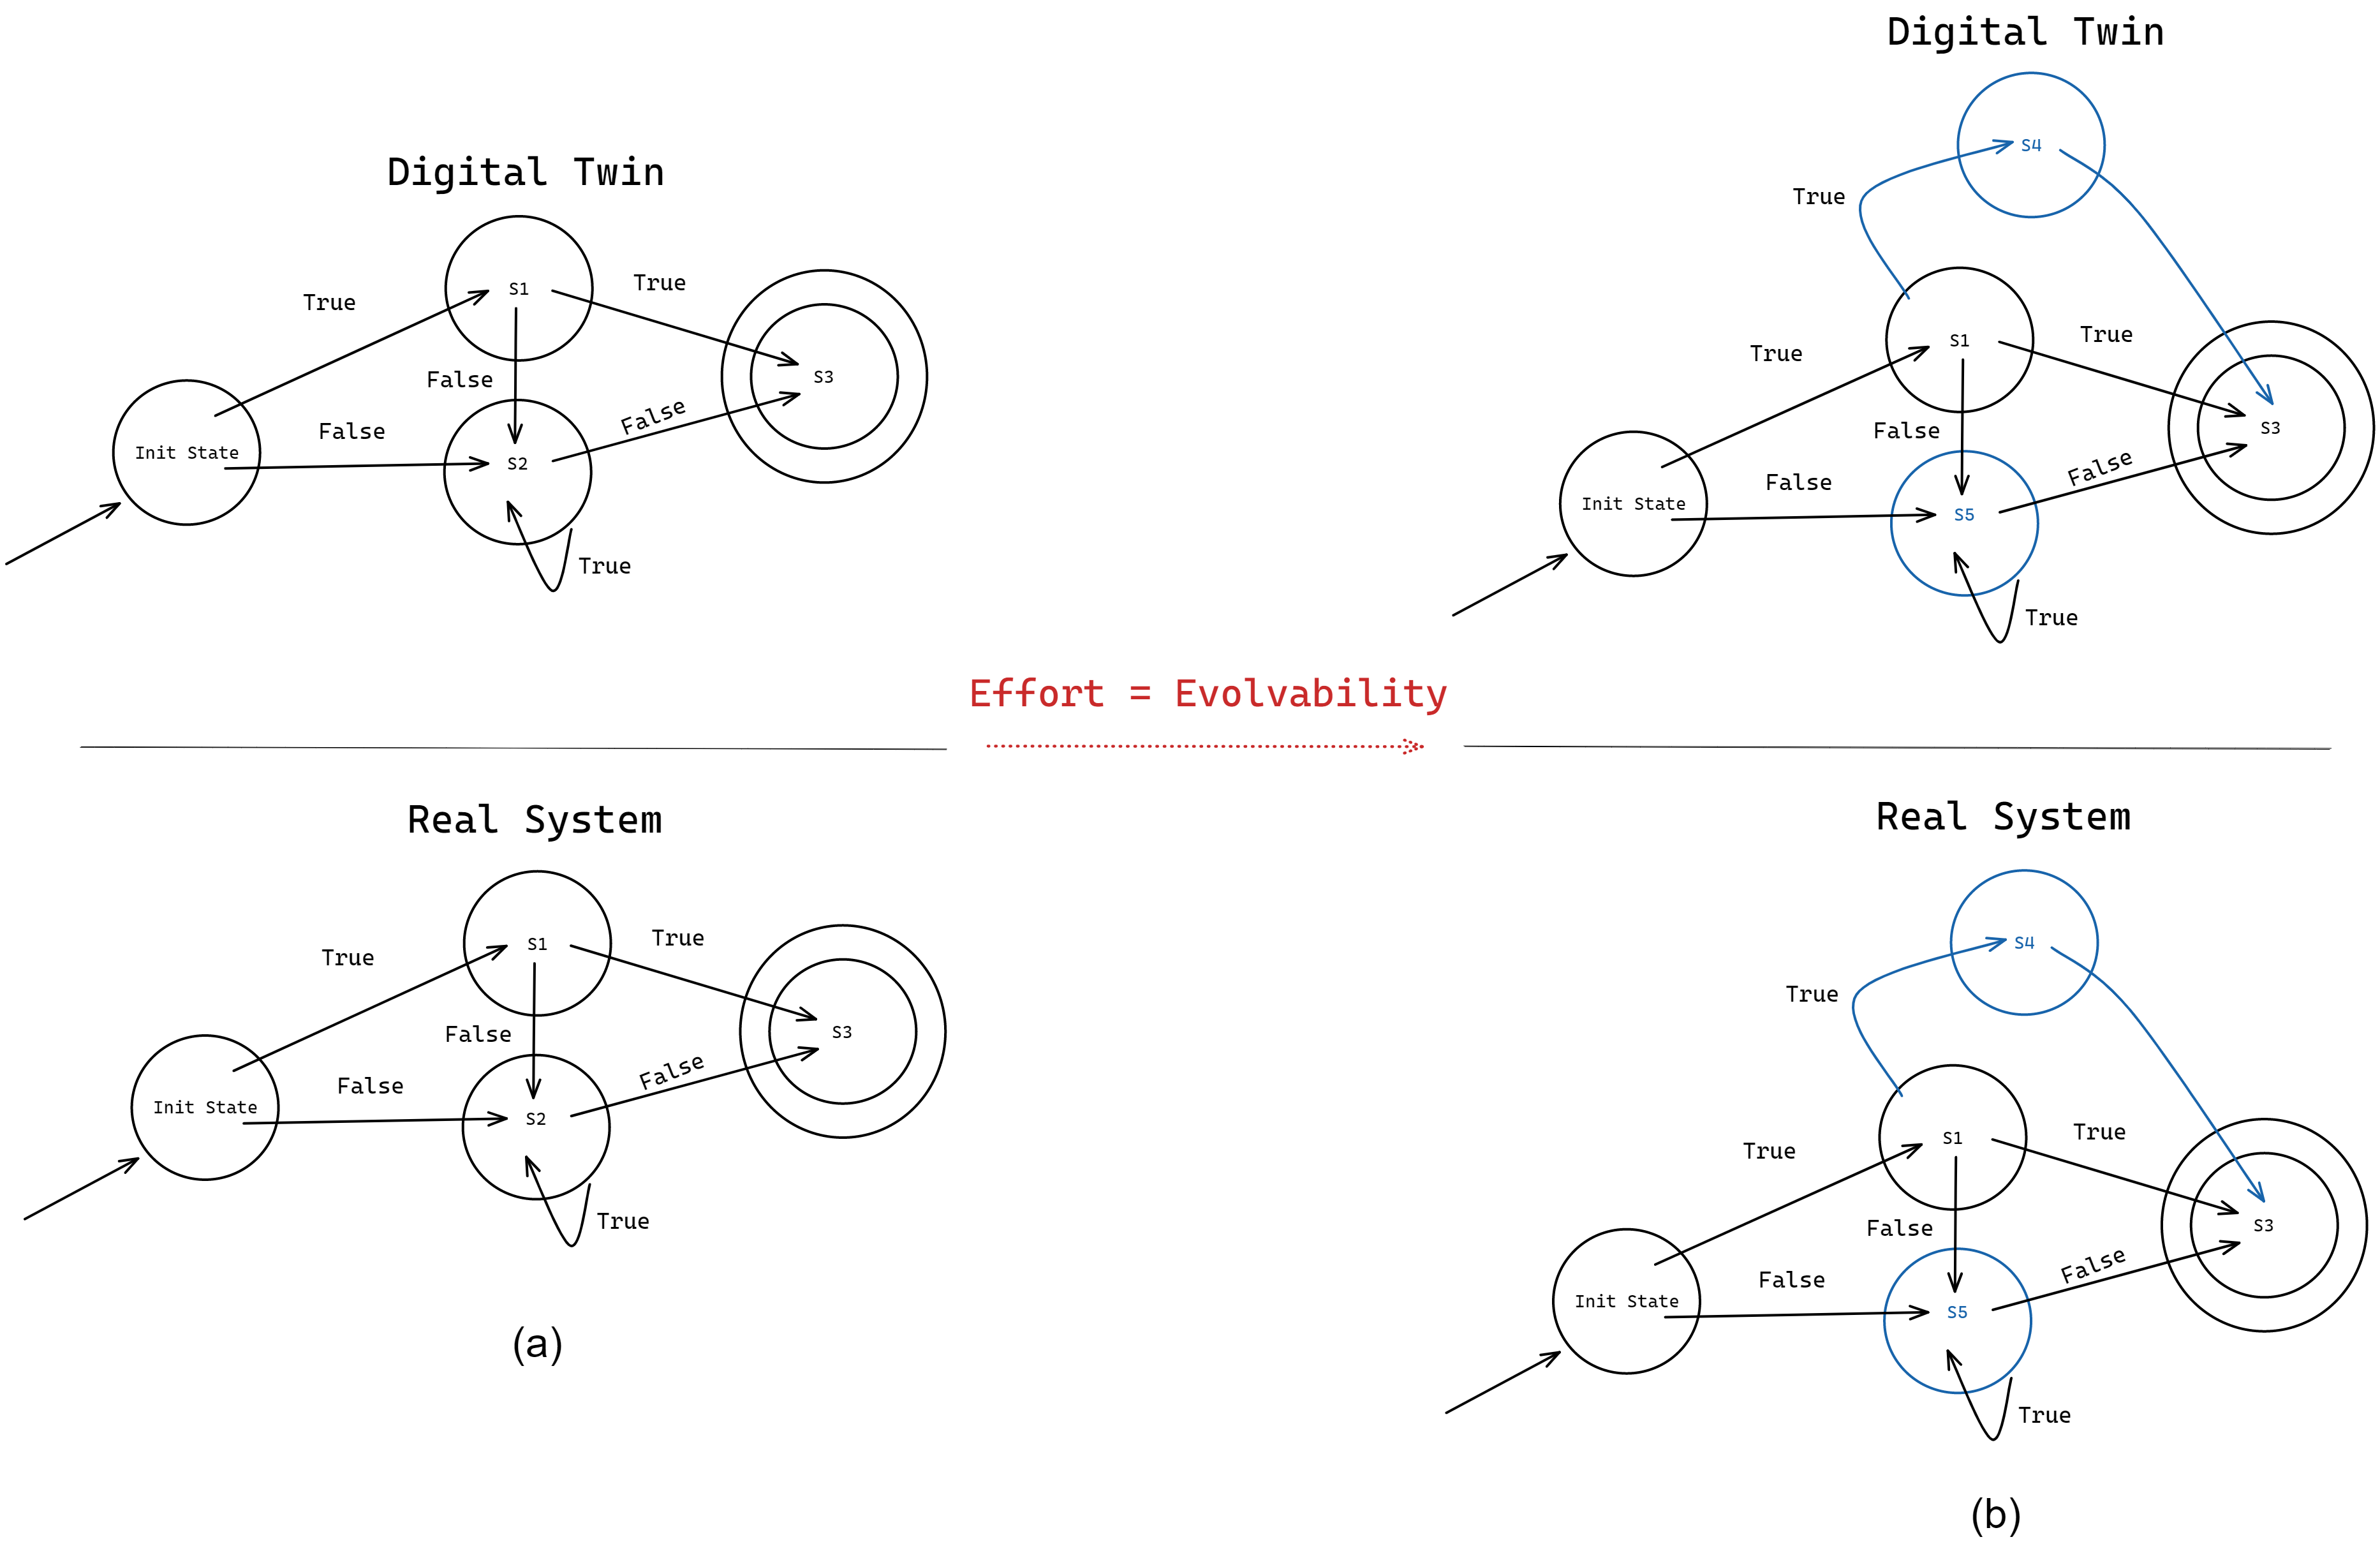 Digital Twin
S1
True
True
False
S3
False
False
Init State
S2
True
Digital Twin
S4
True
S1
True
True
False
S3
False
False
Init State
S5
True
Effort = Evolvability
Real System
S1
True
True
False
S3
False
False
Init State
S2
True
(a)
Real System
S4
True
S1
True
True
False
S3
False
False
Init State
S5
True
(b)